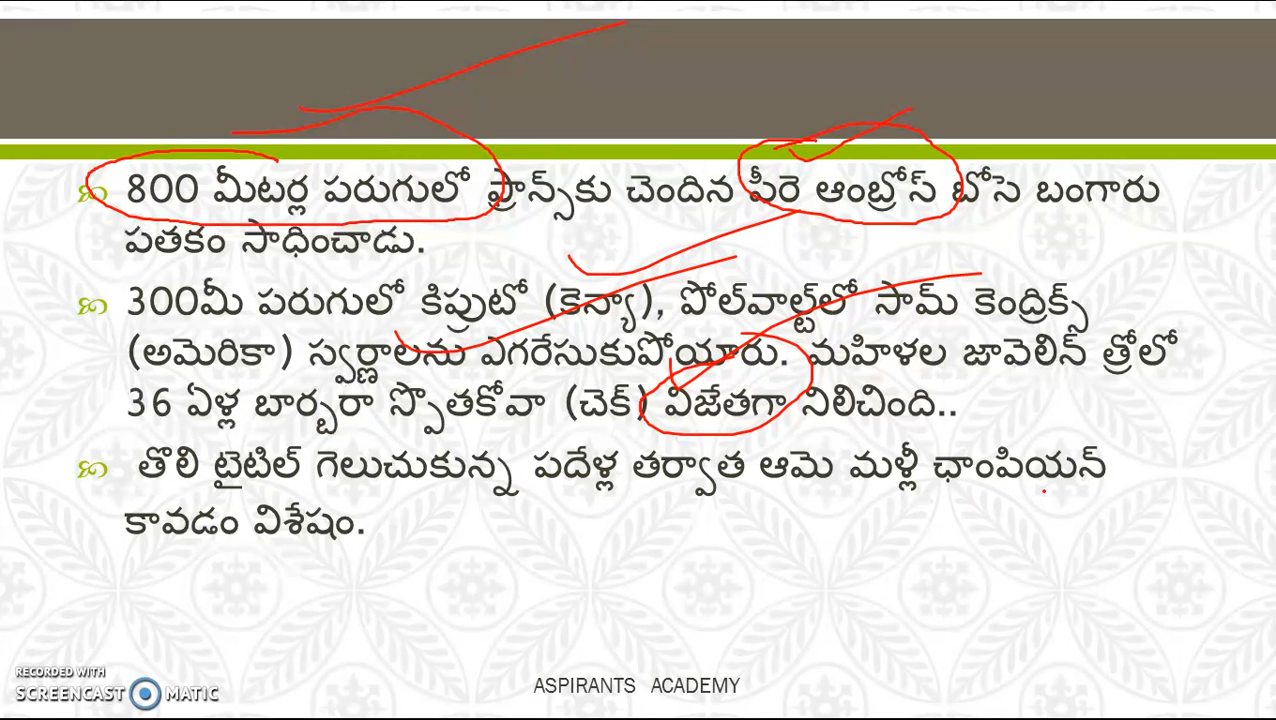 800 మీటర్ల పరుగులో ఫ్రాన్స్‌కు చెందిన పీరె ఆంబ్రోస్ బోసె బంగారు
పతకం సాధించాడు.
300మీ పరుగులో కిప్రుటో (కెన్యా), పోల్‌వాల్ట్‌లో సామ్ కెండ్రిక్స్
(అమెరికా) స్వర్ణాలను ఎగరేసుకుపోయారు. మహిళల జావెలిన్ త్రోలో
36 ఏళ్ల బార్బరా స్పొతకోవా (చెక్) విజేతగా నిలిచింది..
తొలి టైటిల్ గెలుచుకున్న పదేళ్ల తర్వాత ఆమె మళ్లీ ఛాంపియన్
కావడం విశేషం.
RECORDED WITH
SCREENCAST MATIC
ASPIRANTS ACADEMY